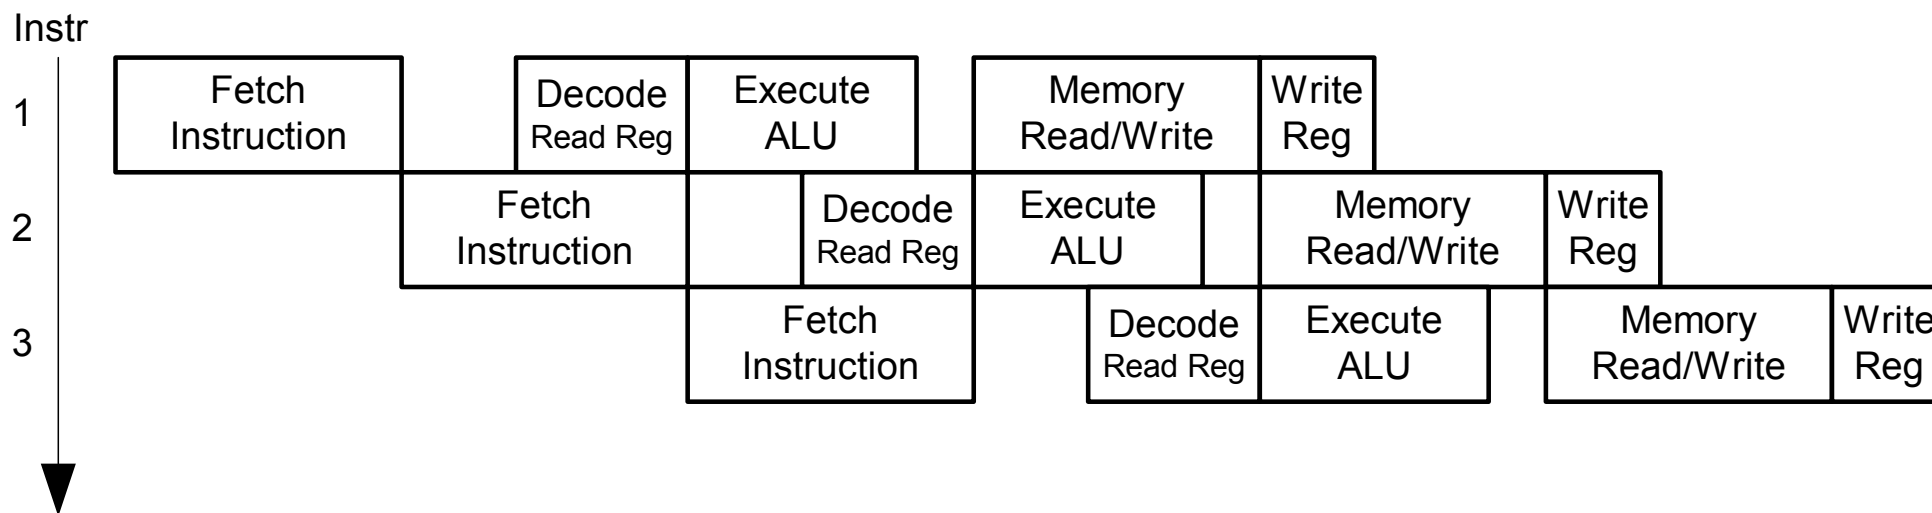 Instr
1
Fetch
Instruction
Decode
Read Reg
Execute
ALU
Memory
Read/Write
Write
Reg
2
Fetch
Instruction
Decode
Read Reg
Execute
ALU
Memory
Read/Write
Write
Reg
3
Fetch
Instruction
Decode
Read Reg
Execute
ALU
Memory
Read/Write
Write
Reg